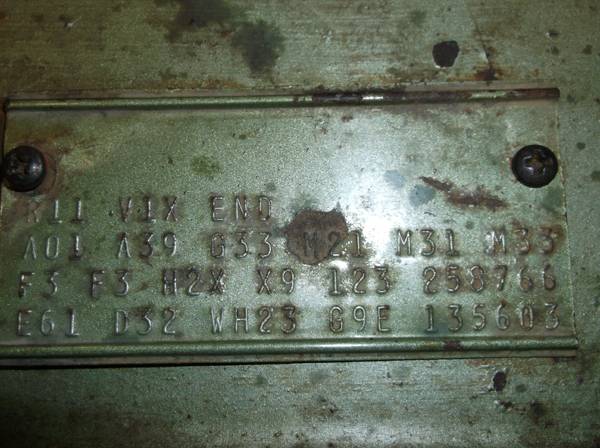 R11 V1X END
A01 A39 G33 M21 M31 M33
F3 F3 H2X X9 123 258766
E61 D32 WH23 G9E 135603